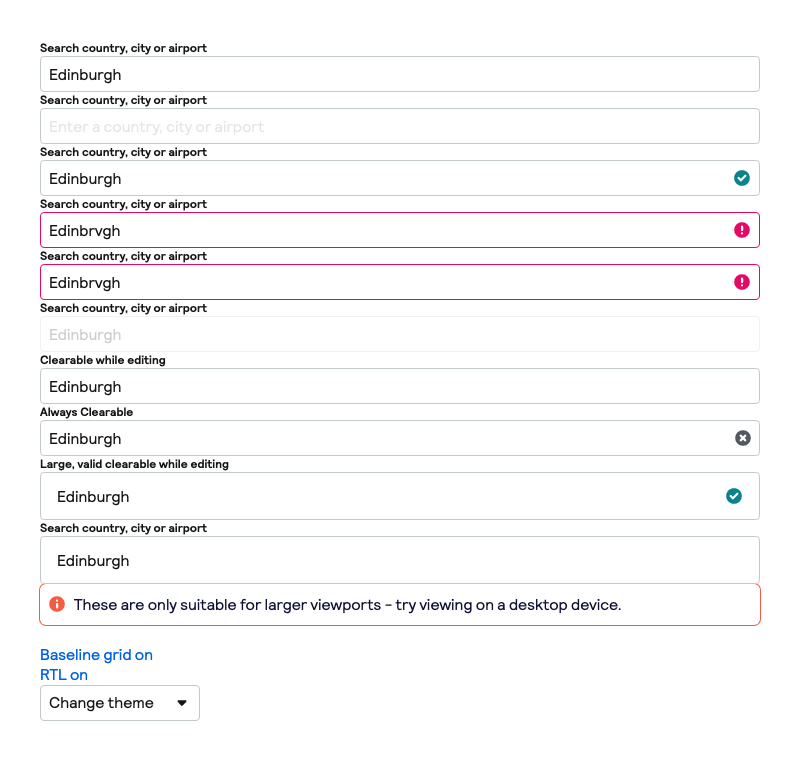 Search country, city or airport
Edinburgh
Search country, city or airport
Enter a country, city or airport
Search country, city or airport
Edinburgh
Search country, city or airport
Edinbrvgh
Search country, city or airport
Edinbrvgh
Search country, city or airport
Edinburgh
Clearable while editing
Edinburgh
Always Clearable
Edinburgh
Large, valid clearable while editing
Edinburgh
Search country, city or airport
Edinburgh
These are only suitable for larger viewports – try viewing on a desktop device.
Baseline grid on
RTL on
Change theme